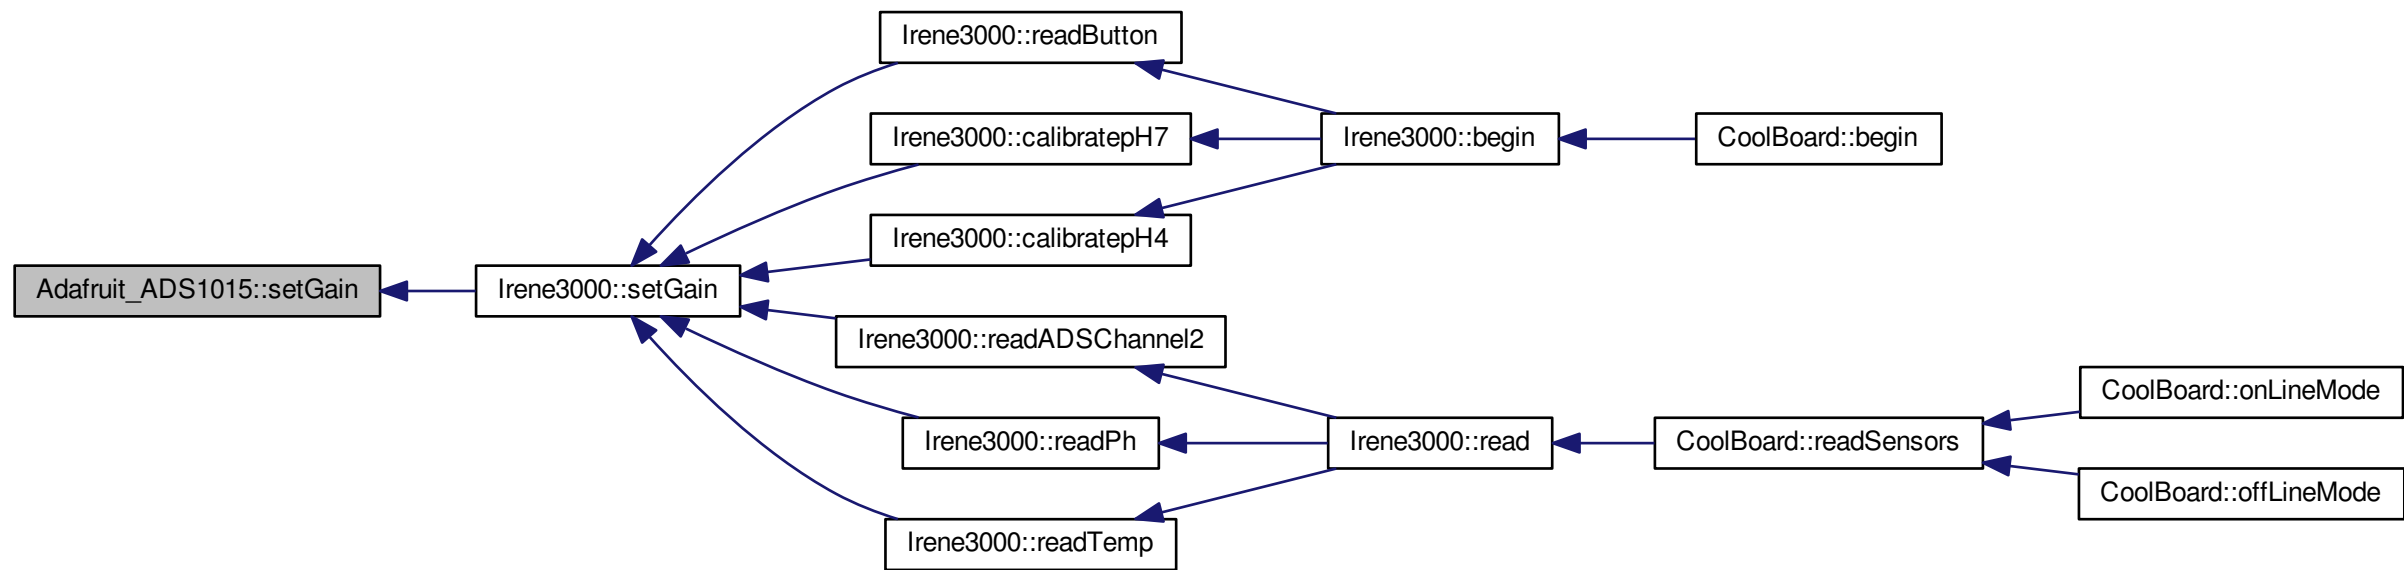 Irene3000::readButton
Irene3000::calibratepH7
Irene3000::begin
CoolBoard::begin
Irene3000::calibratepH4
Adafruit_ADS1015::setGain
Irene3000::setGain
Irene3000::readADSChannel2
CoolBoard::onLineMode
Irene3000::readPh
Irene3000::read
CoolBoard::readSensors
CoolBoard::offLineMode
Irene3000::readTemp